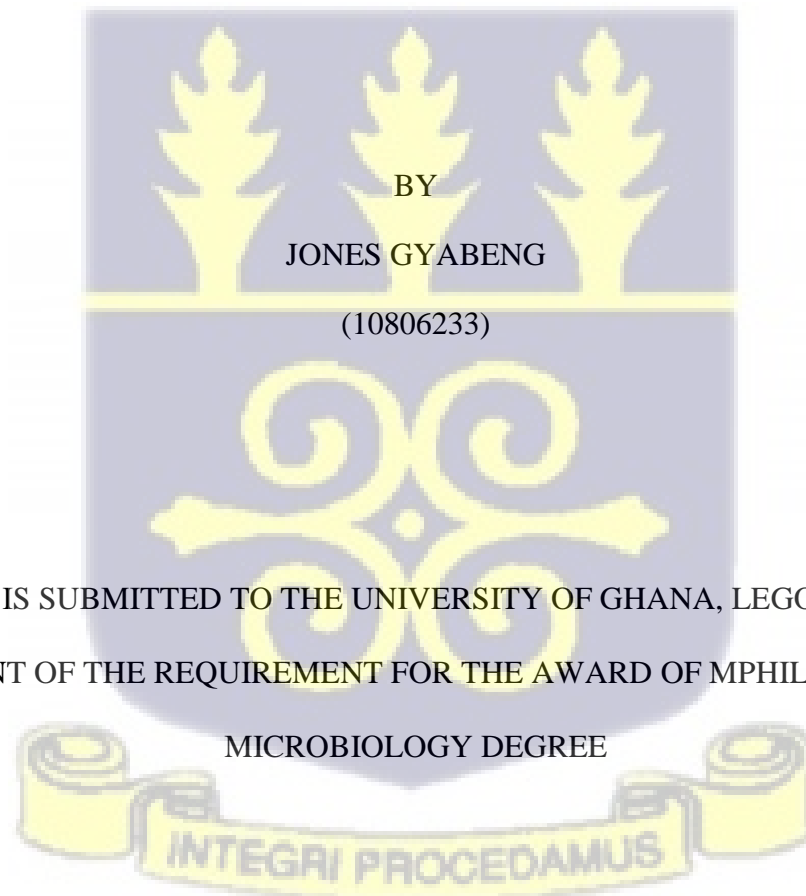 BY
JONES GYABENG
(10806233)
IS SUBMITTED TO THE UNIVERSITY OF GHANA, LEGO
NT OF THE REQUIREMENT FOR THE AWARD OF MPHIL
MICROBIOLOGY DEGREE
INTEGRI PROCEDAMUS